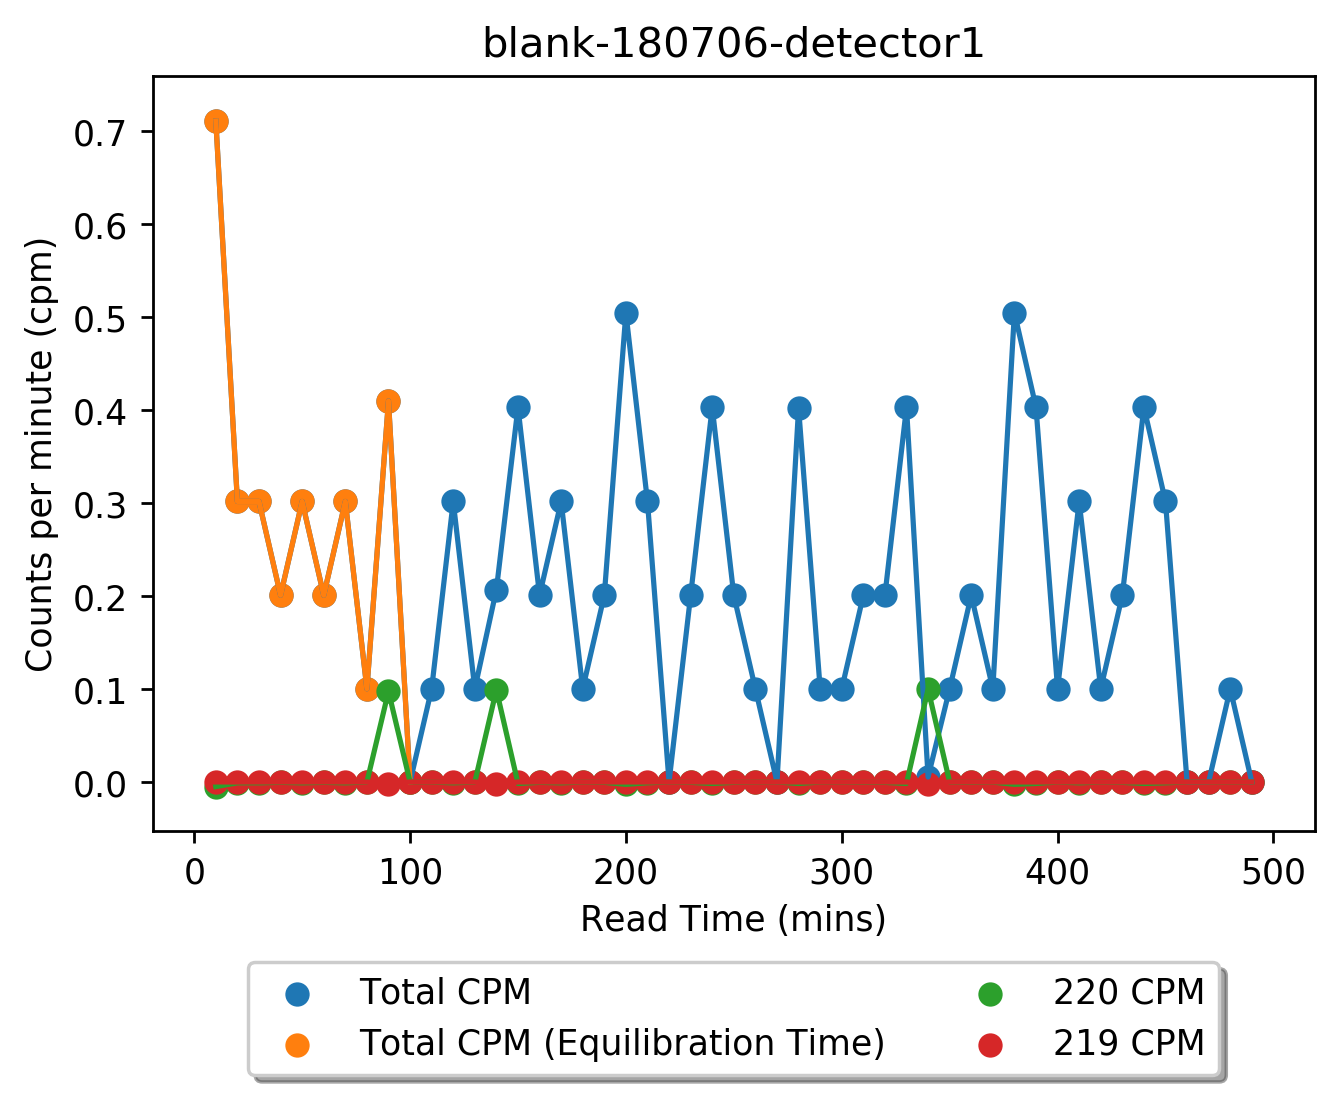 blank-180706-detector1
Counts per minute (cpm)
0.7
0.6
0.5
0.4
0.3
0.2
0.1
0.0
0 100 200 300 400 500
Read Time (mins)
Total CPM 220 CPM
Total CPM (Equilibration Time) 219 CPM